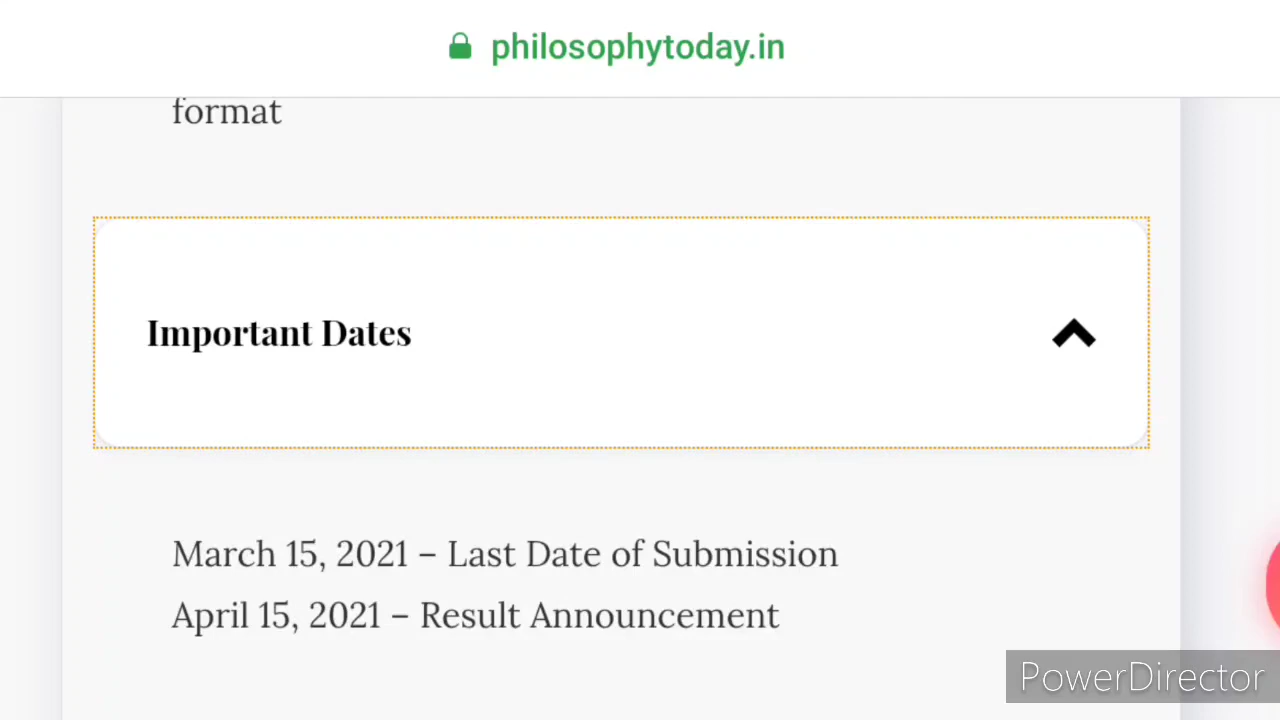 philosophytoday.in
format
Important Dates
March 15, 2021 – Last Date of Submission
April 15, 2021 – Result Announcement
PowerDirector